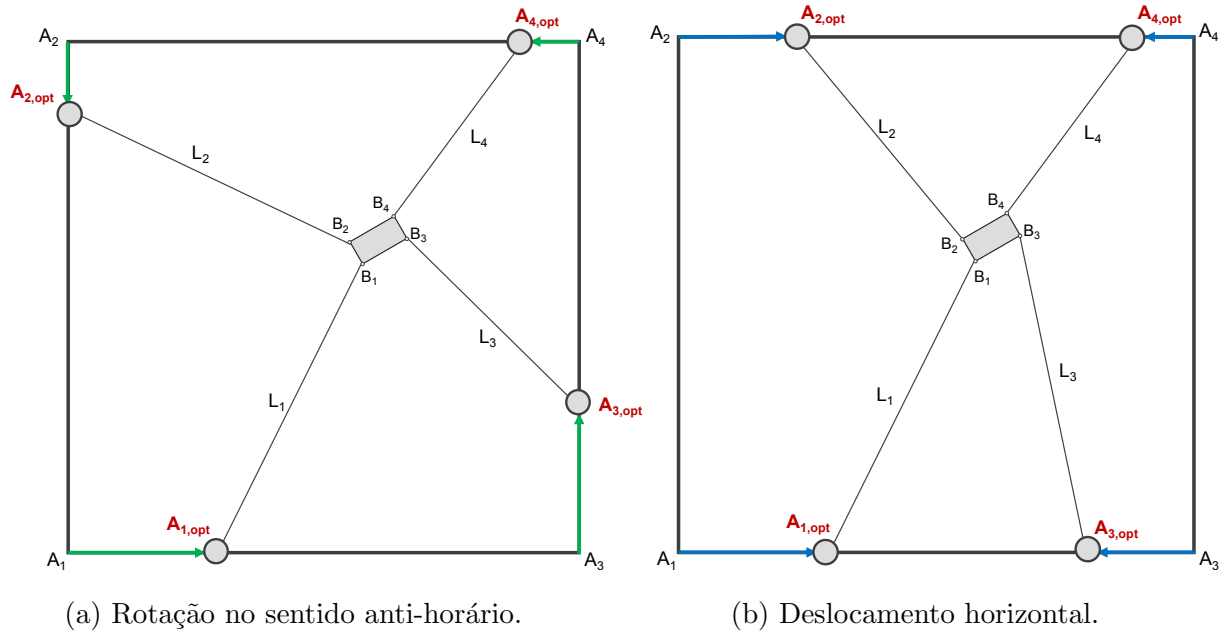 A4,opt
A2
A4
A2,opt
L2
L4
B4
B2
B3
B1
L3
L1
A3,opt
A1,opt
A1
A3
(a) Rotação no sentido anti-horário.
A2,opt
A4,opt
A2
A4
L2
L4
B4
B2
B3
B1
L3
L1
A1,opt
A3,opt
A1
A3
(b) Deslocamento horizontal.